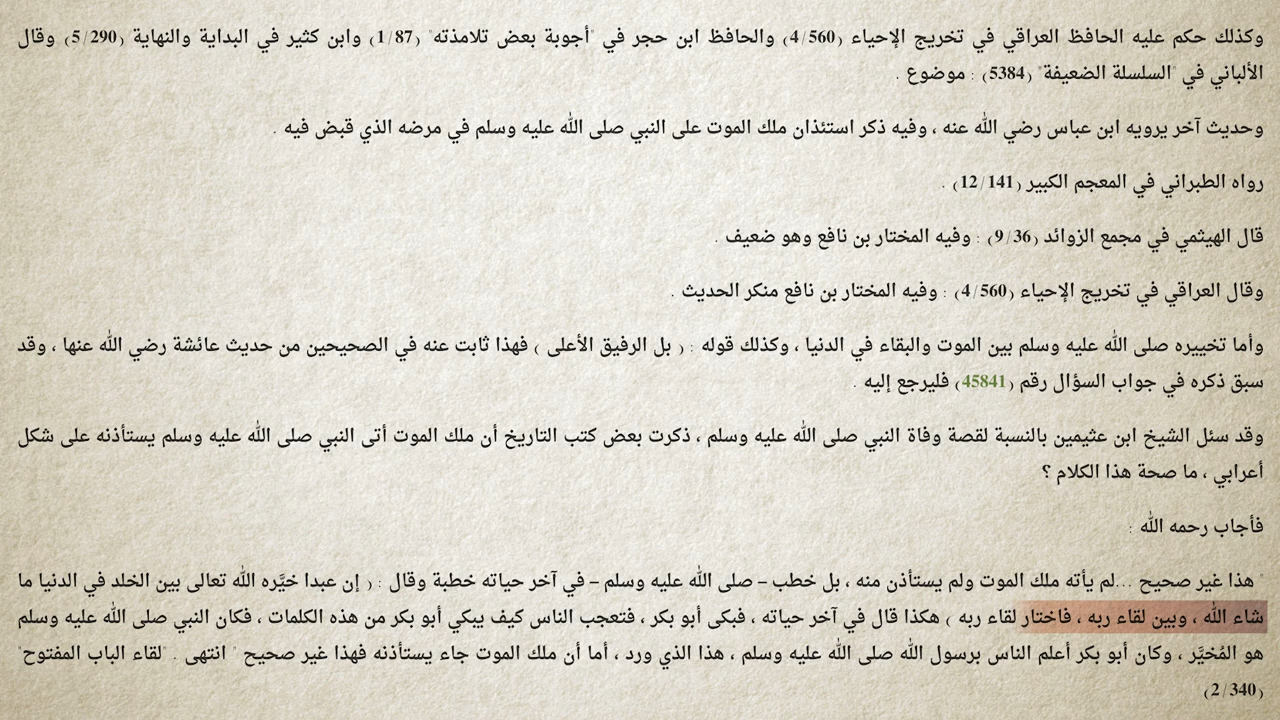 وكذلك حكم عليه الحافظ العراقي في تخريج الإحياء (4/560) والحافظ ابن حجر في "أجوبة بعض تلامذته" (1/87) وابن كثير في البداية والنهاية (5/290) وقال
الألباني في "السلسلة الضعيفة" (5384) : موضوع .
وحديث آخر يرويه ابن عباس رضي الله عنه ، وفيه ذكر استئذان ملك الموت على النبي صلى الله عليه وسلم في مرضه الذي قبض فيه .
رواه الطبراني في المعجم الكبير (12/141) .
قال الهيثمي في مجمع الزوائد (9/36) : وفيه المختار بن نافع وهو ضعيف .
وقال العراقي في تخريج الإحياء (4/560) : وفيه المختار بن نافع منكر الحديث .
وأما تخييره صلى الله عليه وسلم بين الموت والبقاء في الدنيا ، وكذلك قوله : ( بل الرفيق الأعلى ) فهذا ثابت عنه في الصحيحين من حديث عائشة رضي الله عنها ، وقد
سبق ذكره في جواب السؤال رقم (45841) فليرجع إليه .
وقد سئل الشيخ ابن عثيمين بالنسبة لقصة وفاة النبي صلى الله عليه وسلم ، ذكرت بعض كتب التاريخ أن ملك الموت أتى النبي صلى الله عليه وسلم يستأذنه على شكل
أعرابي ، ما صحة هذا الكلام ؟
فأجاب رحمه الله :
" هذا غير صحيح ...لم يأته ملك الموت ولم يستأذن منه ، بل خطب – صلى الله عليه وسلم – في آخر حياته خطبة وقال : ( إن عبدا خيَّره الله تعالى بين الخلد في الدنيا ما
شاء الله ، وبين لقاء ربه ، فاختار لقاء ربه ) هكذا قال في آخر حياته ، فبكى أبو بكر ، فتعجب الناس كيف يبكي أبو بكر من هذه الكلمات ، فكان النبي صلى الله عليه وسلم
هو المُخيَّر ، وكان أبو بكر أعلم الناس برسول الله صلى الله عليه وسلم ، هذا الذي ورد ، أما أن ملك الموت جاء يستأذنه فهذا غير صحيح " انتهى . "لقاء الباب المفتوح"
(2/340)